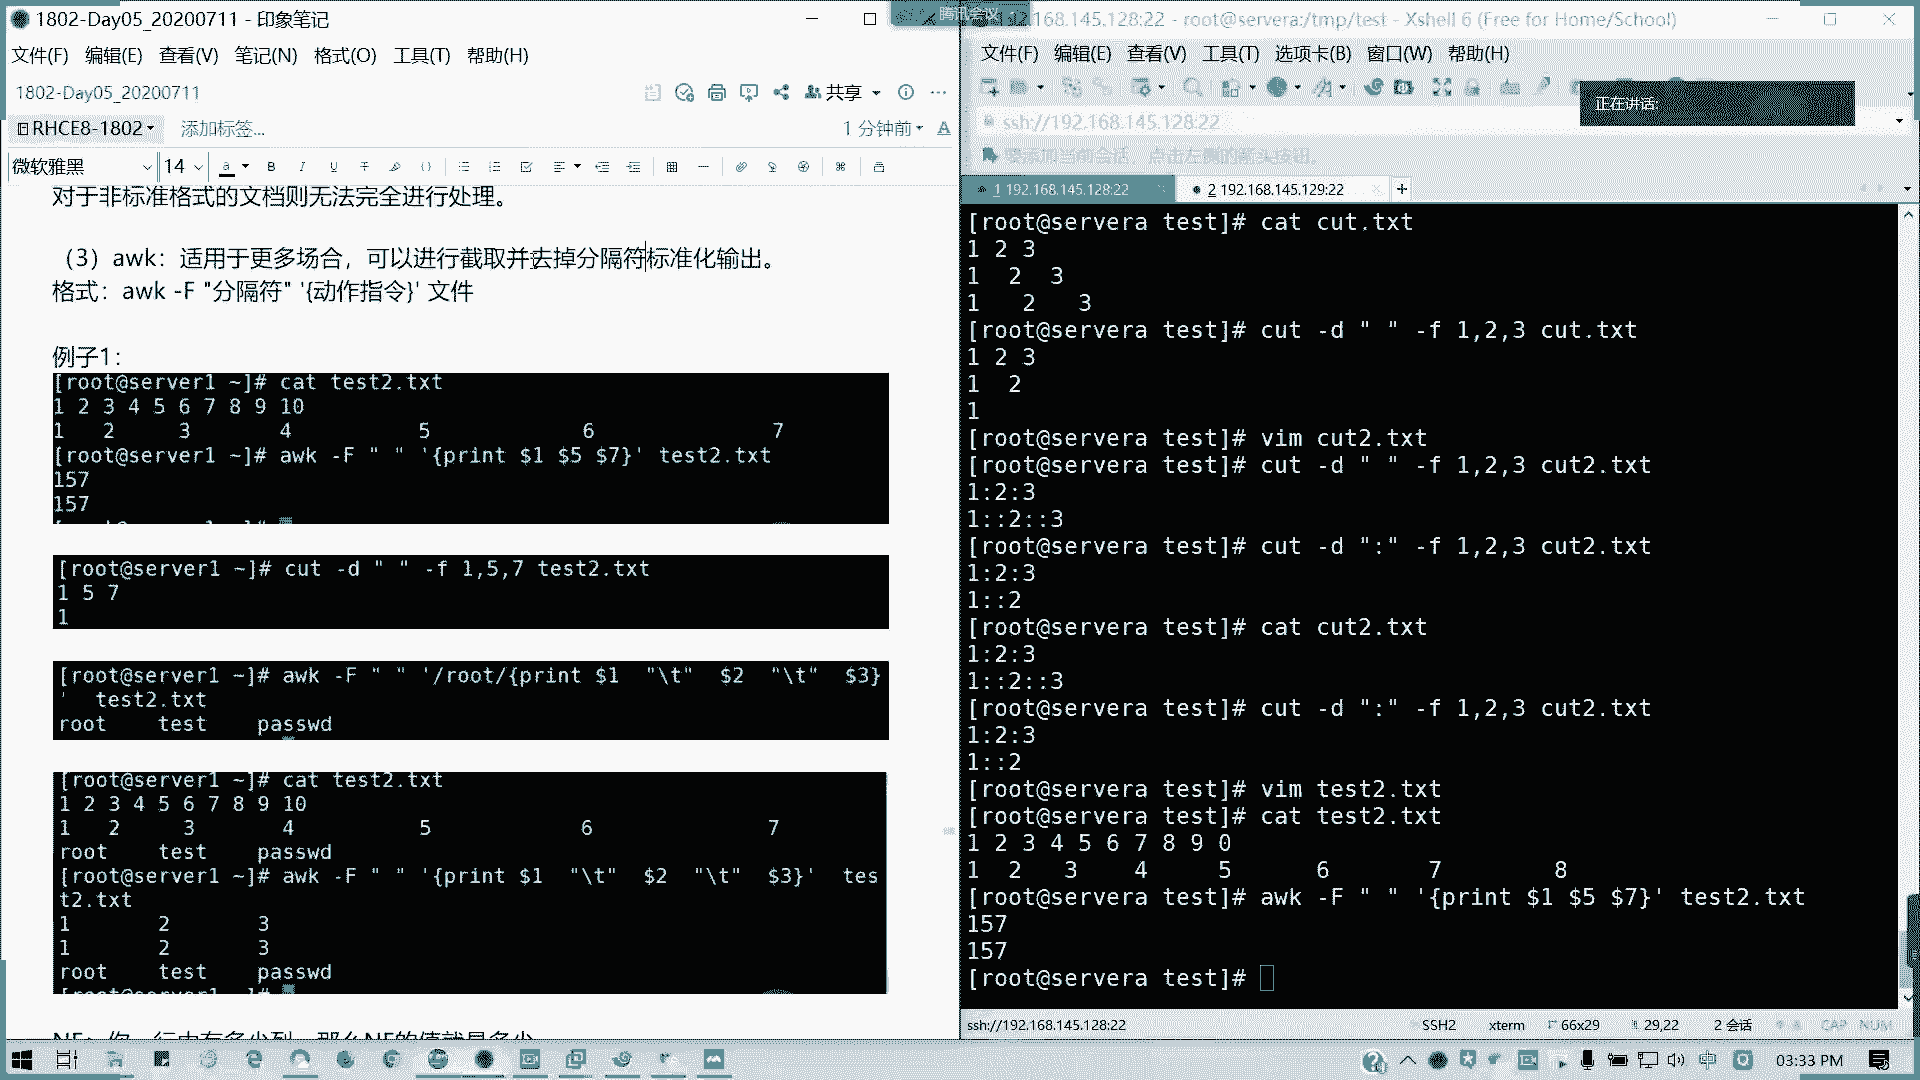 1802-Day05_20200711 - 印象笔记
文件(F) 编辑(E) 查看(V) 笔记(N) 格式(O) 工具(T) 帮助(H)
1802-Day05_20200711
共享
RHCE8-1802 添加标签...
1 分钟前
微软雅黑 14
对于非标准格式的文档则无法完全进行处理。
（3）awk：适用于更多场合，可以进行截取并去掉分隔符标准化输出。
格式：awk -F "分隔符" '{动作指令}' 文件
例子1：
[root@server1 ~]# cat test2.txt
1 2 3 4 5 6 7 8 9 10
1 2 3 4 5 6 7
[root@server1 ~]# awk -F " " '{print $1 $5 $7}' test2.txt
157
157
[root@server1 ~]# cut -d " " -f 1,5,7 test2.txt
1 5 7
1
[root@server1 ~]# awk -F " " '/root/{print $1 "\t" $2 "\t" $3}
' test2.txt
root test passwd
[root@server1 ~]# cat test2.txt
1 2 3 4 5 6 7 8 9 10
1 2 3 4 5 6 7
root test passwd
[root@server1 ~]# awk -F " " '{print $1 "\t" $2 "\t" $3}' tes
t2.txt
1 2 3
1 2 3
root test passwd
NF：你一行中有多少列，那么NF的值就是多少
腾讯会议
192.168.145.128:22 - root@servera:/tmp/test - Xshell 6 (Free for Home/School)
文件(F) 编辑(E) 查看(V) 工具(T) 选项卡(B) 窗口(W) 帮助(H)
正在讲话:
ssh://192.168.145.128:22
要添加当前会话，点击左侧的箭头按钮。
1 192.168.145.128:22
2 192.168.145.129:22
[root@servera test]# cat cut.txt
1 2 3
1  2  3
1   2   3
[root@servera test]# cut -d " " -f 1,2,3 cut.txt
1 2 3
1  2
1
[root@servera test]# vim cut2.txt
[root@servera test]# cut -d " " -f 1,2,3 cut2.txt
1:2:3
1::2::3
[root@servera test]# cut -d ":" -f 1,2,3 cut2.txt
1:2:3
1::2
[root@servera test]# cat cut2.txt
1:2:3
1::2::3
[root@servera test]# cut -d ":" -f 1,2,3 cut2.txt
1:2:3
1::2
[root@servera test]# vim test2.txt
[root@servera test]# cat test2.txt
1 2 3 4 5 6 7 8 9 0
1 2 3 4 5 6 7 8
[root@servera test]# awk -F " " '{print $1 $5 $7}' test2.txt
157
157
[root@servera test]#
ssh://192.168.145.128:22 SSH2 xterm 66x29 29,22 2 会话 CAP NUM
中 03:33 PM